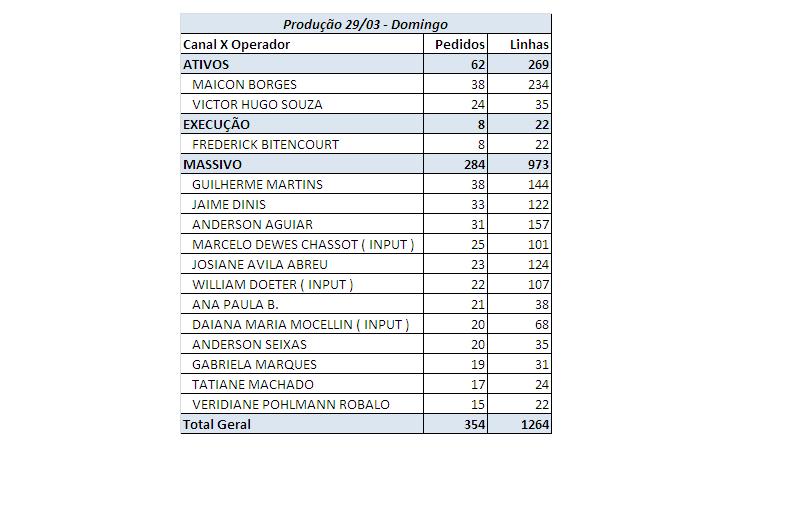 Produção 29/03 - Domingo
Canal X Operador Pedidos Linhas
ATIVOS 62 269
MAICON BORGES 38 234
VICTOR HUGO SOUZA 24 35
EXECUÇÃO 8 22
FREDERICK BITENCOURT 8 22
MASSIVO 284 973
GUILHERME MARTINS 38 144
JAIME DINIS 33 122
ANDERSON AGUIAR 31 157
MARCELO DEWES CHASSOT ( INPUT ) 25 101
JOSIANE AVILA ABREU 23 124
WILLIAM DOETER ( INPUT ) 22 107
ANA PAULA B. 21 38
DAIANA MARIA MOCELLIN ( INPUT ) 20 68
ANDERSON SEIXAS 20 35
GABRIELA MARQUES 19 31
TATIANE MACHADO 17 24
VERIDIANE POHLMANN ROBALO 15 22
Total Geral 354 1264